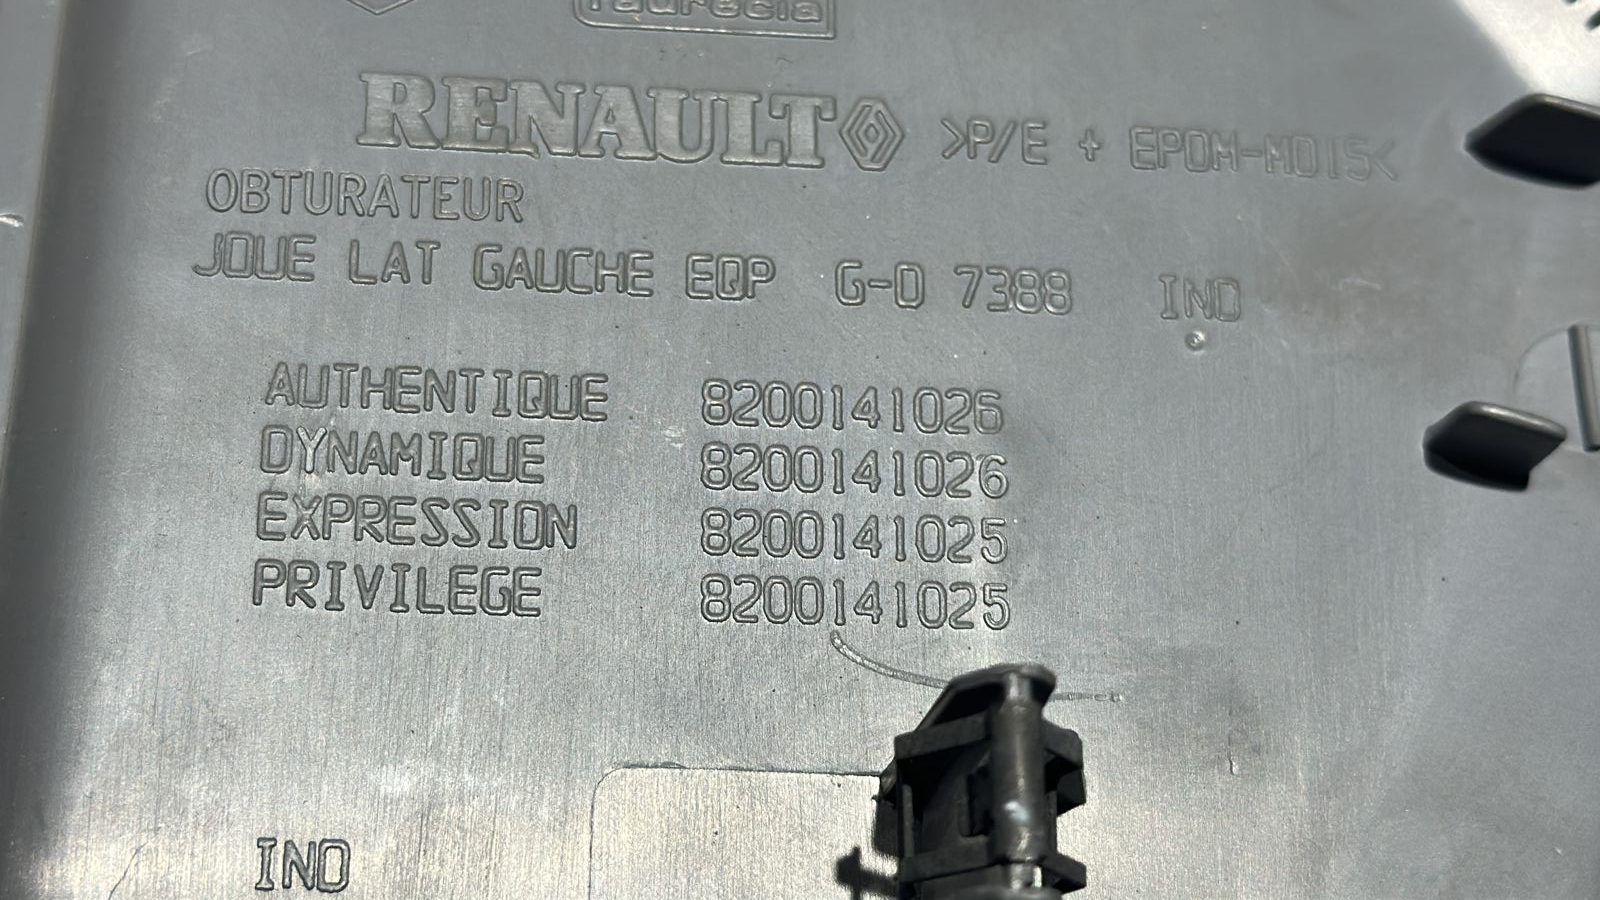 faurecia
RENAULT >P/E + EPDM-MD15<
OBTURATEUR
JOUE LAT GAUCHE EQP G-D 7388 IND
AUTHENTIQUE 8200141026
DYNAMIQUE 8200141026
EXPRESSION 8200141025
PRIVILEGE 8200141025
IND